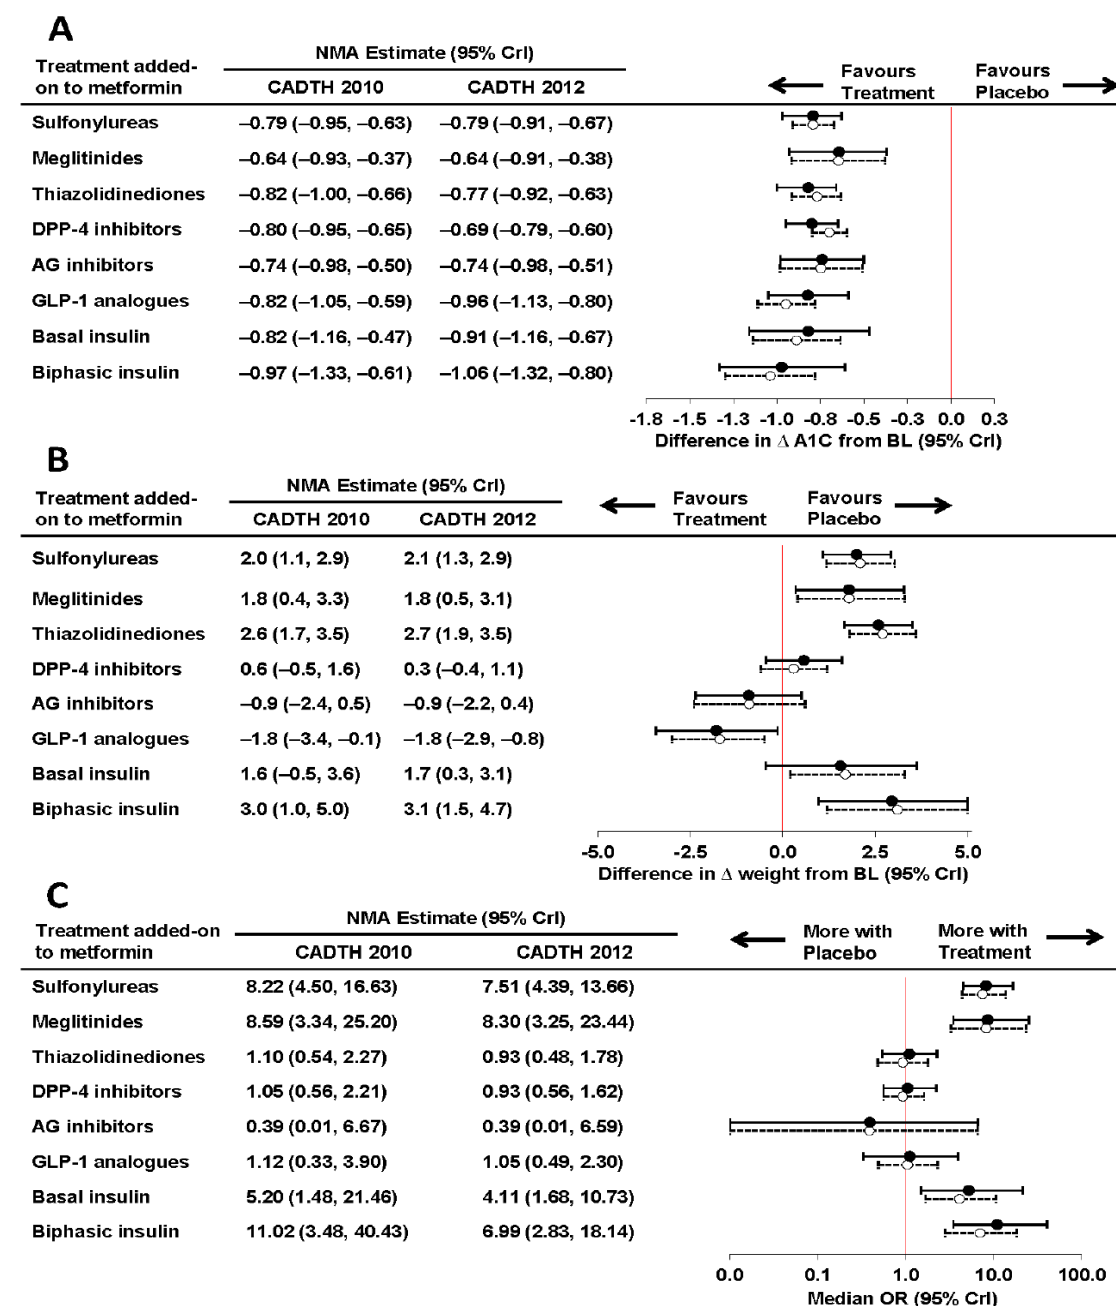 A
Treatment added-
on to metformin
NMA Estimate (95% Crl)
CADTH 2010 CADTH 2012
Favours
Treatment
Favours
Placebo
Sulfonylureas –0.79 (–0.95, –0.63) –0.79 (–0.91, –0.67)
Meglitinides –0.64 (–0.93, –0.37) –0.64 (–0.91, –0.38)
Thiazolidinediones –0.82 (–1.00, –0.66) –0.77 (–0.92, –0.63)
DPP-4 inhibitors –0.80 (–0.95, –0.65) –0.69 (–0.79, –0.60)
AG inhibitors –0.74 (–0.98, –0.50) –0.74 (–0.98, –0.51)
GLP-1 analogues –0.82 (–1.05, –0.59) –0.96 (–1.13, –0.80)
Basal insulin –0.82 (–1.16, –0.47) –0.91 (–1.16, –0.67)
Biphasic insulin –0.97 (–1.33, –0.61) –1.06 (–1.32, –0.80)
-1.8 -1.5 -1.3 -1.0 -0.8 -0.5 -0.3 0.0 0.3
Difference in Δ A1C from BL (95% Crl)
B
Treatment added-
on to metformin
NMA Estimate (95% Crl)
CADTH 2010 CADTH 2012
Favours
Treatment
Favours
Placebo
Sulfonylureas 2.0 (1.1, 2.9) 2.1 (1.3, 2.9)
Meglitinides 1.8 (0.4, 3.3) 1.8 (0.5, 3.1)
Thiazolidinediones 2.6 (1.7, 3.5) 2.7 (1.9, 3.5)
DPP-4 inhibitors 0.6 (–0.5, 1.6) 0.3 (–0.4, 1.1)
AG inhibitors –0.9 (–2.4, 0.5) –0.9 (–2.2, 0.4)
GLP-1 analogues –1.8 (–3.4, –0.1) –1.8 (–2.9, –0.8)
Basal insulin 1.6 (–0.5, 3.6) 1.7 (0.3, 3.1)
Biphasic insulin 3.0 (1.0, 5.0) 3.1 (1.5, 4.7)
-5.0 -2.5 0.0 2.5 5.0
Difference in Δ weight from BL (95% Crl)
C
Treatment added-on
to metformin
NMA Estimate (95% Crl)
CADTH 2010 CADTH 2012
More with
Placebo
More with
Treatment
Sulfonylureas 8.22 (4.50, 16.63) 7.51 (4.39, 13.66)
Meglitinides 8.59 (3.34, 25.20) 8.30 (3.25, 23.44)
Thiazolidinediones 1.10 (0.54, 2.27) 0.93 (0.48, 1.78)
DPP-4 inhibitors 1.05 (0.56, 2.21) 0.93 (0.56, 1.62)
AG inhibitors 0.39 (0.01, 6.67) 0.39 (0.01, 6.59)
GLP-1 analogues 1.12 (0.33, 3.90) 1.05 (0.49, 2.30)
Basal insulin 5.20 (1.48, 21.46) 4.11 (1.68, 10.73)
Biphasic insulin 11.02 (3.48, 40.43) 6.99 (2.83, 18.14)
0.0 0.1 1.0 10.0 100.0
Median OR (95% Crl)